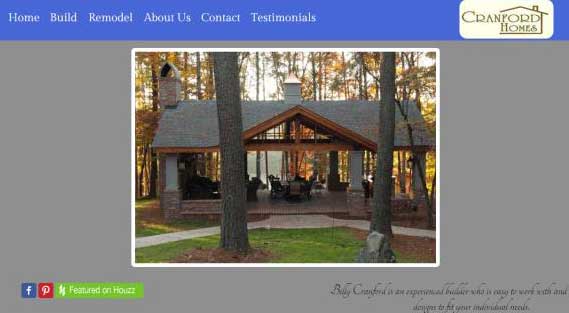 Home Build Remodel About Us Contact Testimonials
CRANFORD
HOMES
Featured on Houzz
Billy Cranford is an experienced builder who is easy to work with and
designs to fit your individual needs.